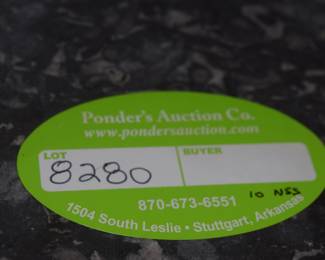 Ponder's Auction Co.
www.pondersauction.com
LOT
BUYER
8280
870-673-6551
1504 South Leslie • Stuttgart, Arkansas